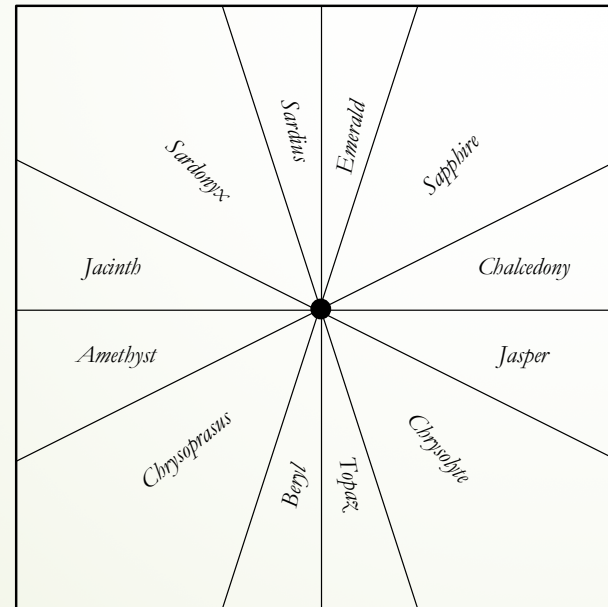 Sardius
Emerald
Sardonyx
Sapphire
Jacinth
Chalcedony
Amethyst
Jasper
Chrysoprasus
Chrysolyte
Beryl
Topaz